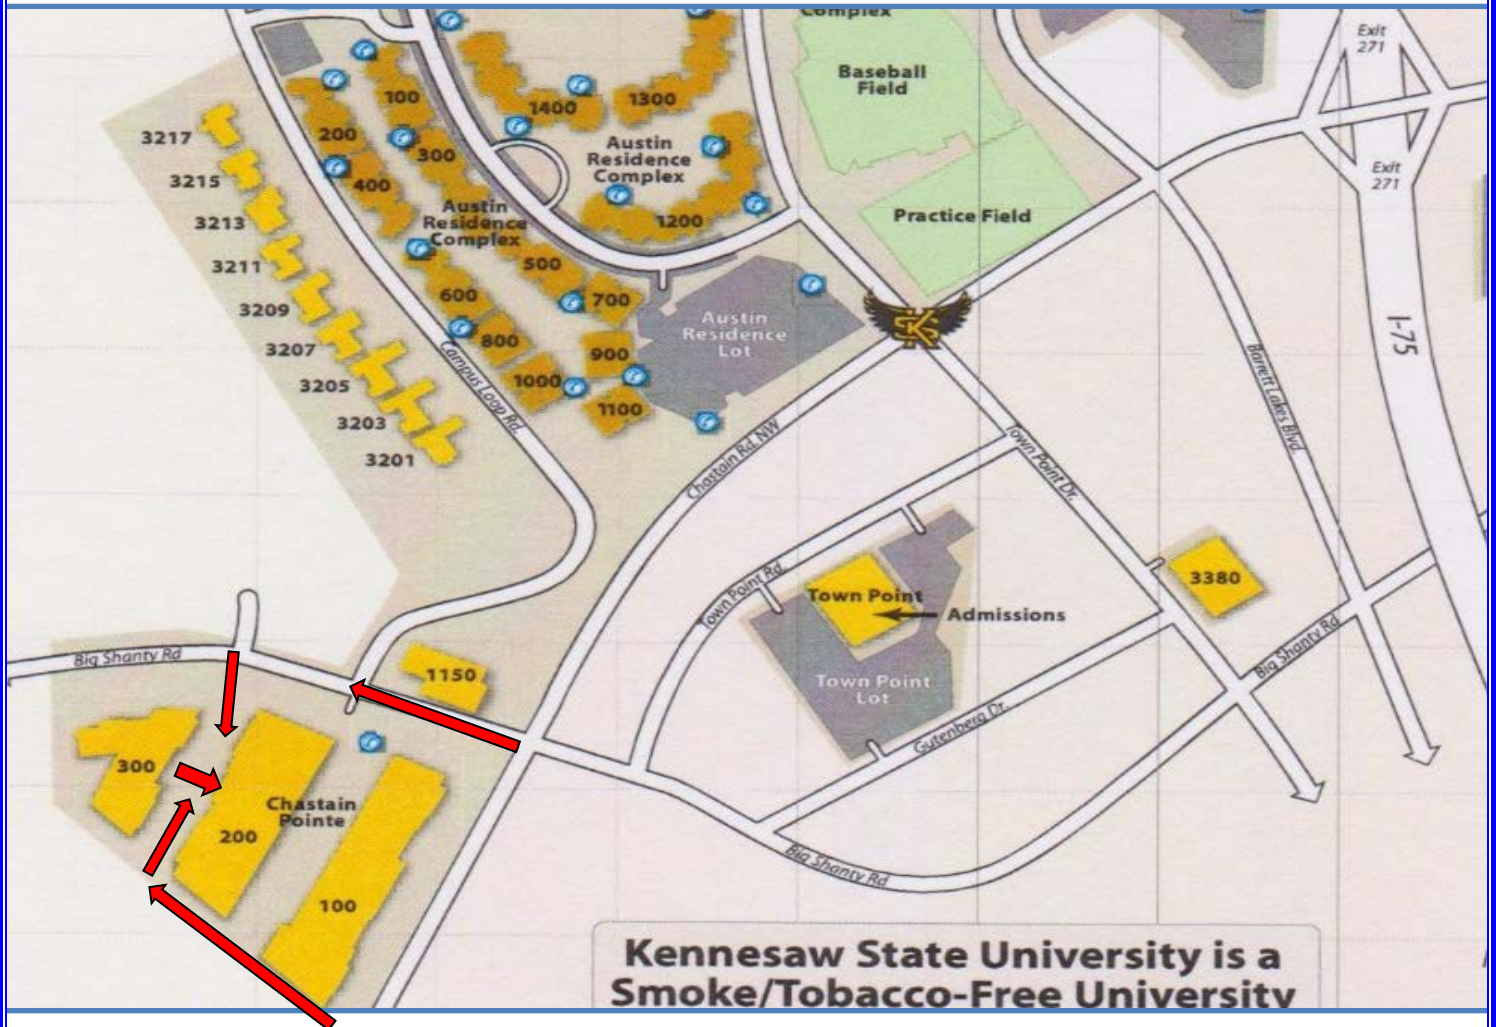 Complex
Exit
271
Baseball
Field
100
1400
1300
3217
200
300
Austin
Residence
Complex
Exit
271
3215
400
3213
Austin
Residence
Complex
1200
Practice Field
3211
500
3209
600
700
Austin
Residence
Lot
I-75
3207
800
900
Campus Loop Rd.
Barrett Lakes Blvd.
3205
1000
1100
3203
3201
Chastain Rd. NW
Town Point Dr.
Town Point Rd.
Town Point
Admissions
3380
Big Shanty Rd
1150
Big Shanty Rd
Town Point
Lot
Gutenberg Dr.
300
Chastain
Pointe
200
100
Big Shanty Rd
Kennesaw State University is a
Smoke/Tobacco-Free University